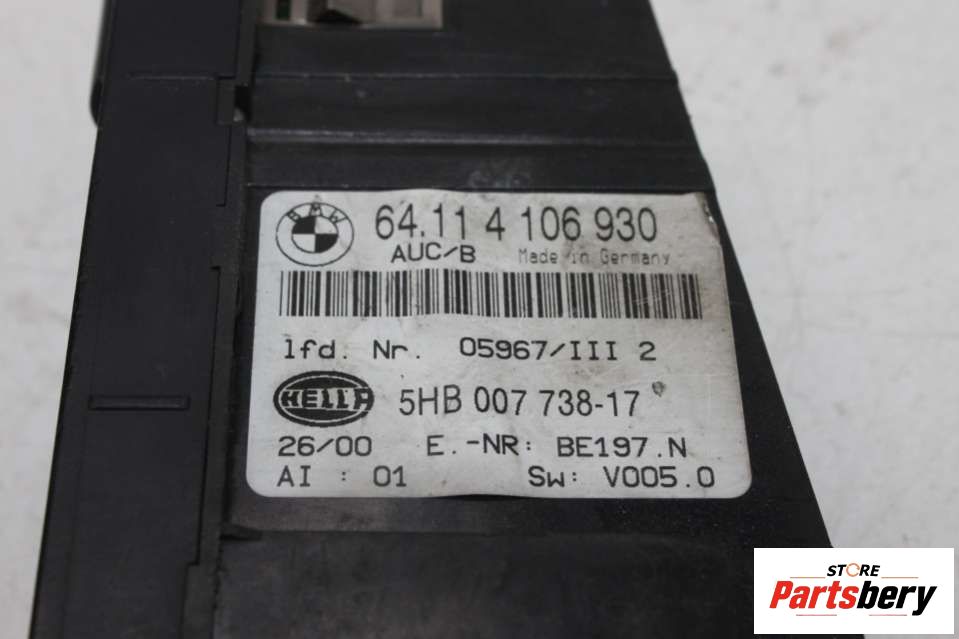 BMW
64.11 4 106 930
AUC/B Made in Germany
lfd. Nr. 05967/III 2
HELLA
5HB 007 738-17
26/00 E.-NR: BE197.N
AI : 01 Sw: V005.0
STORE
Partsbery